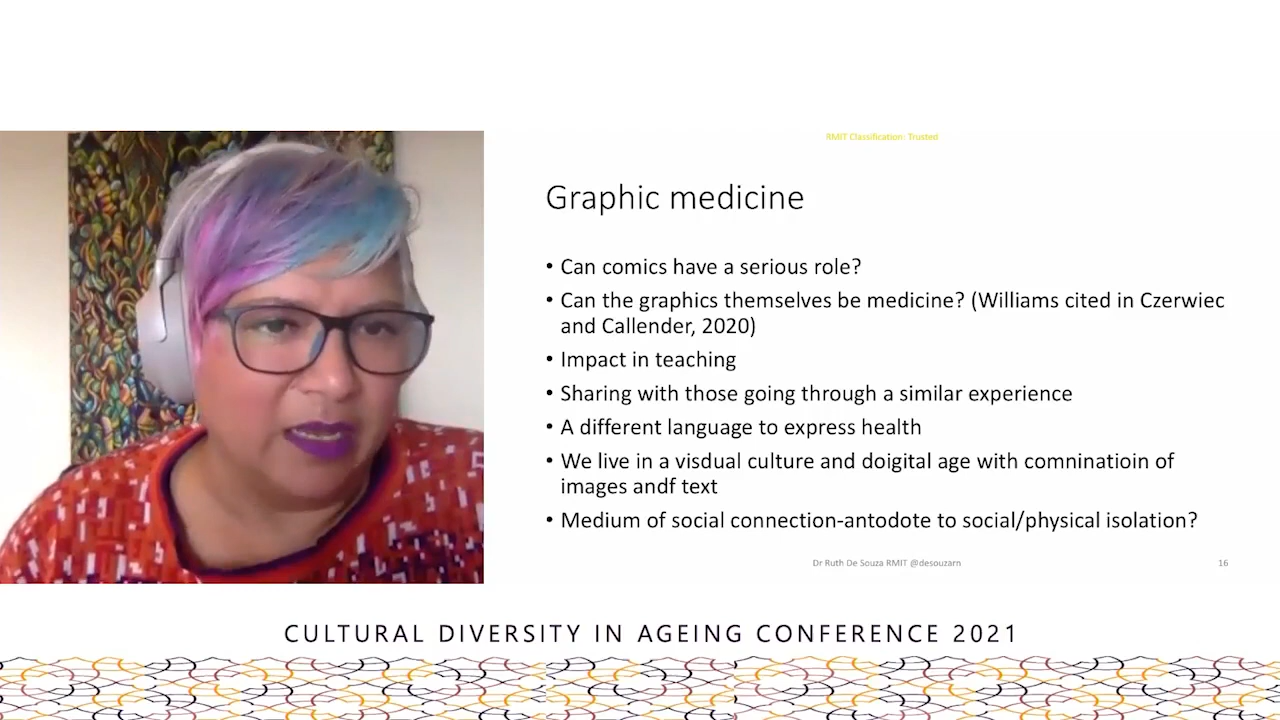 RMIT Classification: Trusted
Graphic medicine
• Can comics have a serious role?
• Can the graphics themselves be medicine? (Williams cited in Czerwiec
and Callender, 2020)
• Impact in teaching
• Sharing with those going through a similar experience
• A different language to express health
• We live in a visdual culture and doigital age with comninatioin of
images andf text
• Medium of social connection-antodote to social/physical isolation?
Dr Ruth De Souza RMIT @desouzarn
16
CULTURAL DIVERSITY IN AGEING CONFERENCE 2021